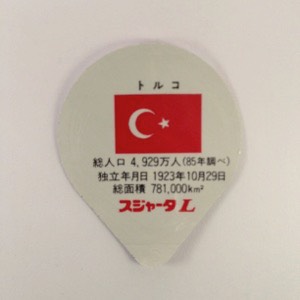 トルコ
総人口 4,929万人(85年調べ)
独立年月日 1923年10月29日
総面積 781,000km²
スジャータ L